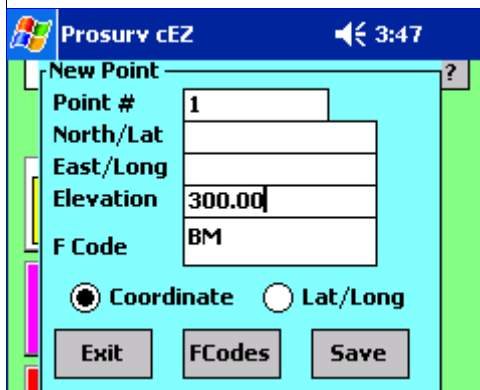 Prosurv cEZ 3:47
New Point ?
Point # 1
North/Lat
East/Long
Elevation 300.00
F Code BM
Coordinate Lat/Long
Exit FCodes Save